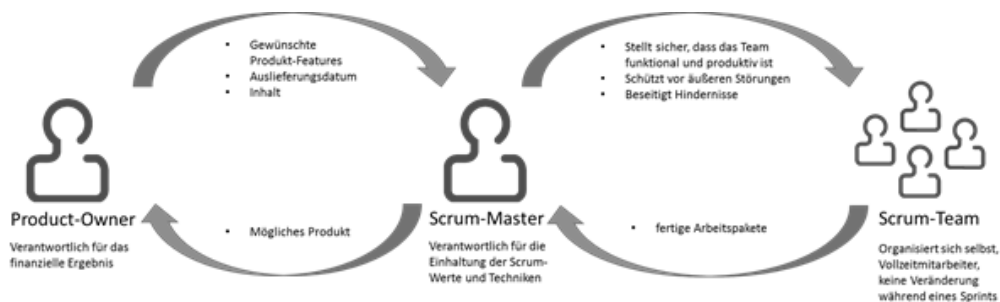 • Gewünschte
Produkt-Features
• Auslieferungsdatum
• Inhalt
• Stellt sicher, dass das Team
funktional und produktiv ist
• Schützt vor äußeren Störungen
• Beseitigt Hindernisse
Product-Owner
Verantwortlich für das
finanzielle Ergebnis
• Mögliches Produkt
Scrum-Master
Verantwortlich für die
Einhaltung der Scrum-
Werte und Techniken
• fertige Arbeitspakete
Scrum-Team
Organisiert sich selbst,
Vollzeitmitarbeiter,
keine Veränderung
während eines Sprints